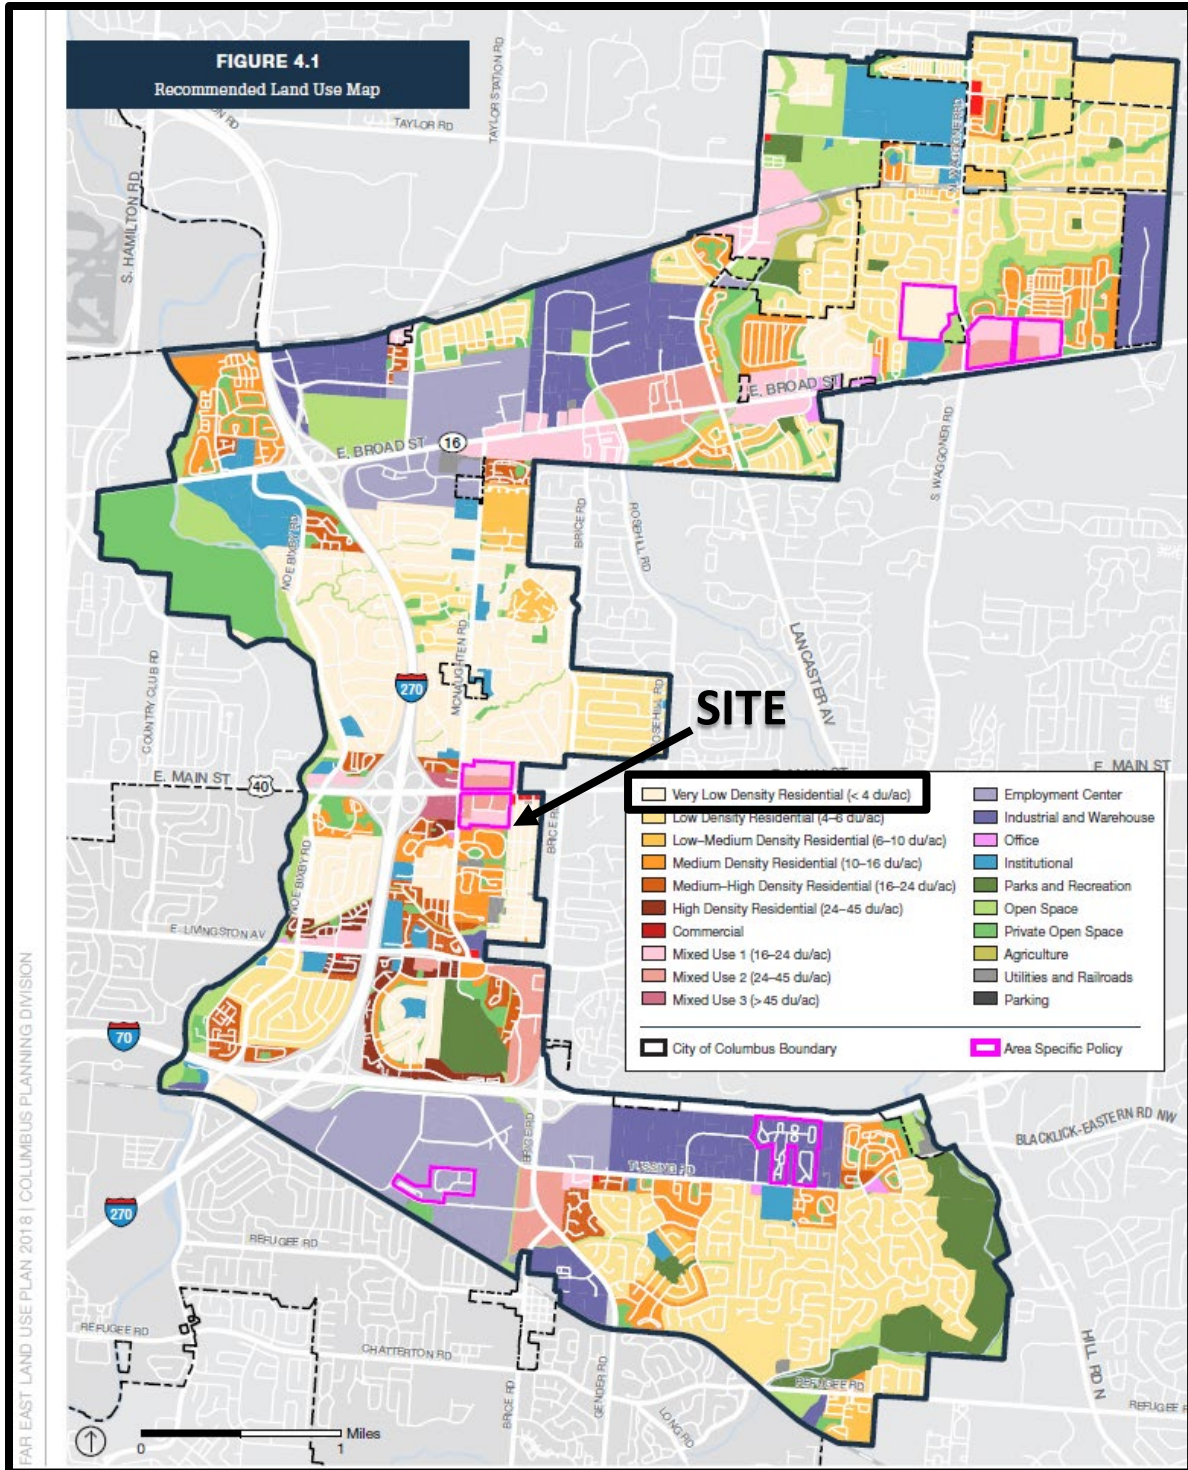 FIGURE 4.1
Recommended Land Use Map
TAYLOR RD
TAYLOR STATION RD
S. HAMILTON RD
N. WAGGONER RD
E. BROAD ST
E. BROAD ST
16
S. WAGGONER RD
BRICE RD
ROSEHILL RD
NOE BIXBY RD
LANCASTER AV
COUNTRY CLUB RD
MCNAUGHTEN RD
270
SITE
E. MAIN ST
40
E MAIN ST
BRICE
NOE BIXBY RD
E. LIVINGSTON AV
Very Low Density Residential (< 4 du/ac)
Low Density Residential (4–6 du/ac)
Low–Medium Density Residential (6–10 du/ac)
Medium Density Residential (10–16 du/ac)
Medium–High Density Residential (16–24 du/ac)
High Density Residential (24–45 du/ac)
Commercial
Mixed Use 1 (16–24 du/ac)
Mixed Use 2 (24–45 du/ac)
Mixed Use 3 (>45 du/ac)
Employment Center
Industrial and Warehouse
Office
Institutional
Parks and Recreation
Open Space
Private Open Space
Agriculture
Utilities and Railroads
Parking
City of Columbus Boundary
Area Specific Policy
70
BLACKLICK-EASTERN RD NW
BRICE RD
TUSSING RD
270
REFUGEE RD
REFUGEE RD
CHATTERTON RD
BRICE RD
GENDER RD
LONG RD
REFUGEE RD
HILL RD N
REFUGEE R
0 1 Miles
FAR EAST LAND USE PLAN 2018 | COLUMBUS PLANNING DIVISION